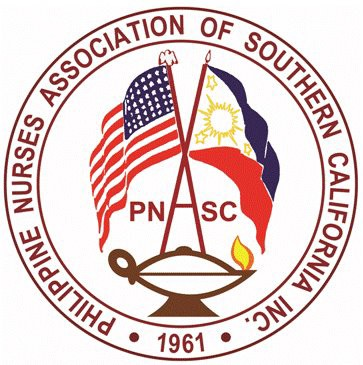 PHILIPPINE NURSES ASSOCIATION OF SOUTHERN CALIFORNIA INC.
PNASC
• 1961 •